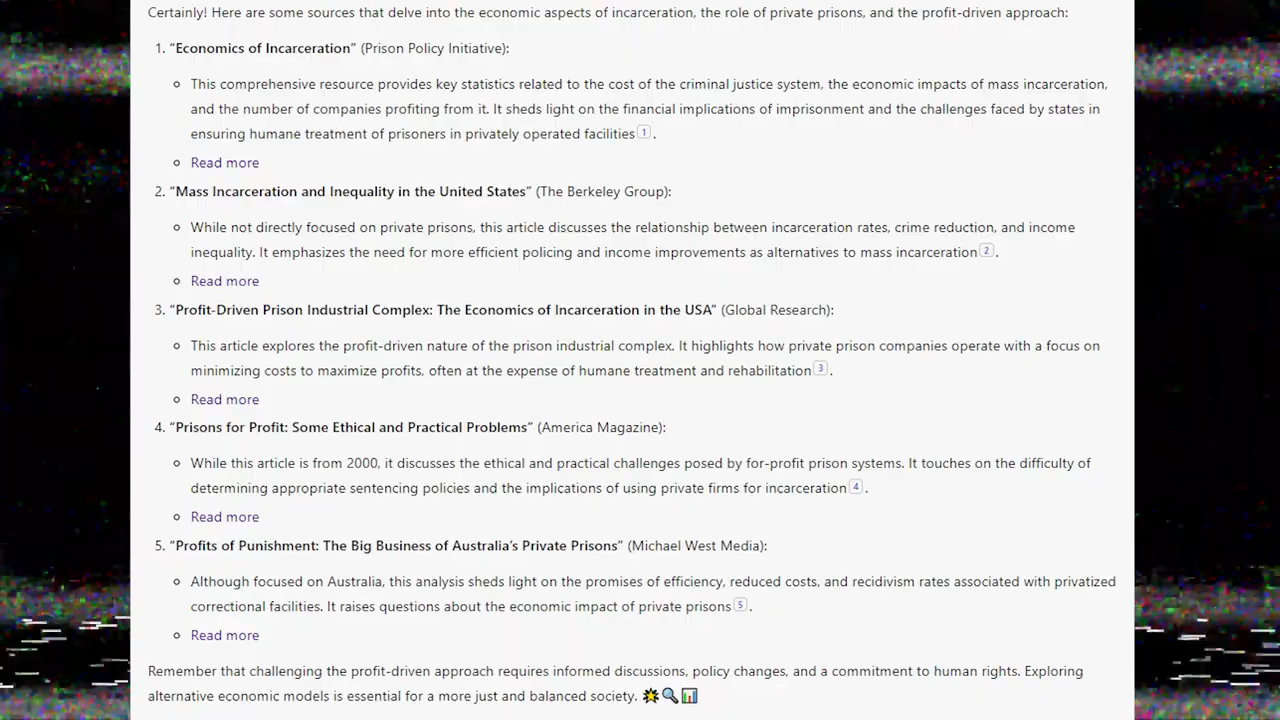 Certainly! Here are some sources that delve into the economic aspects of incarceration, the role of private prisons, and the profit-driven approach:
1. “Economics of Incarceration” (Prison Policy Initiative):
This comprehensive resource provides key statistics related to the cost of the criminal justice system, the economic impacts of mass incarceration,
and the number of companies profiting from it. It sheds light on the financial implications of imprisonment and the challenges faced by states in
ensuring humane treatment of prisoners in privately operated facilities 1 .
Read more
2. “Mass Incarceration and Inequality in the United States” (The Berkeley Group):
While not directly focused on private prisons, this article discusses the relationship between incarceration rates, crime reduction, and income
inequality. It emphasizes the need for more efficient policing and income improvements as alternatives to mass incarceration 2 .
Read more
3. “Profit-Driven Prison Industrial Complex: The Economics of Incarceration in the USA” (Global Research):
This article explores the profit-driven nature of the prison industrial complex. It highlights how private prison companies operate with a focus on
minimizing costs to maximize profits, often at the expense of humane treatment and rehabilitation 3 .
Read more
4. “Prisons for Profit: Some Ethical and Practical Problems” (America Magazine):
While this article is from 2000, it discusses the ethical and practical challenges posed by for-profit prison systems. It touches on the difficulty of
determining appropriate sentencing policies and the implications of using private firms for incarceration 4 .
Read more
5. “Profits of Punishment: The Big Business of Australia’s Private Prisons” (Michael West Media):
Although focused on Australia, this analysis sheds light on the promises of efficiency, reduced costs, and recidivism rates associated with privatized
correctional facilities. It raises questions about the economic impact of private prisons 5 .
Read more
Remember that challenging the profit-driven approach requires informed discussions, policy changes, and a commitment to human rights. Exploring
alternative economic models is essential for a more just and balanced society.